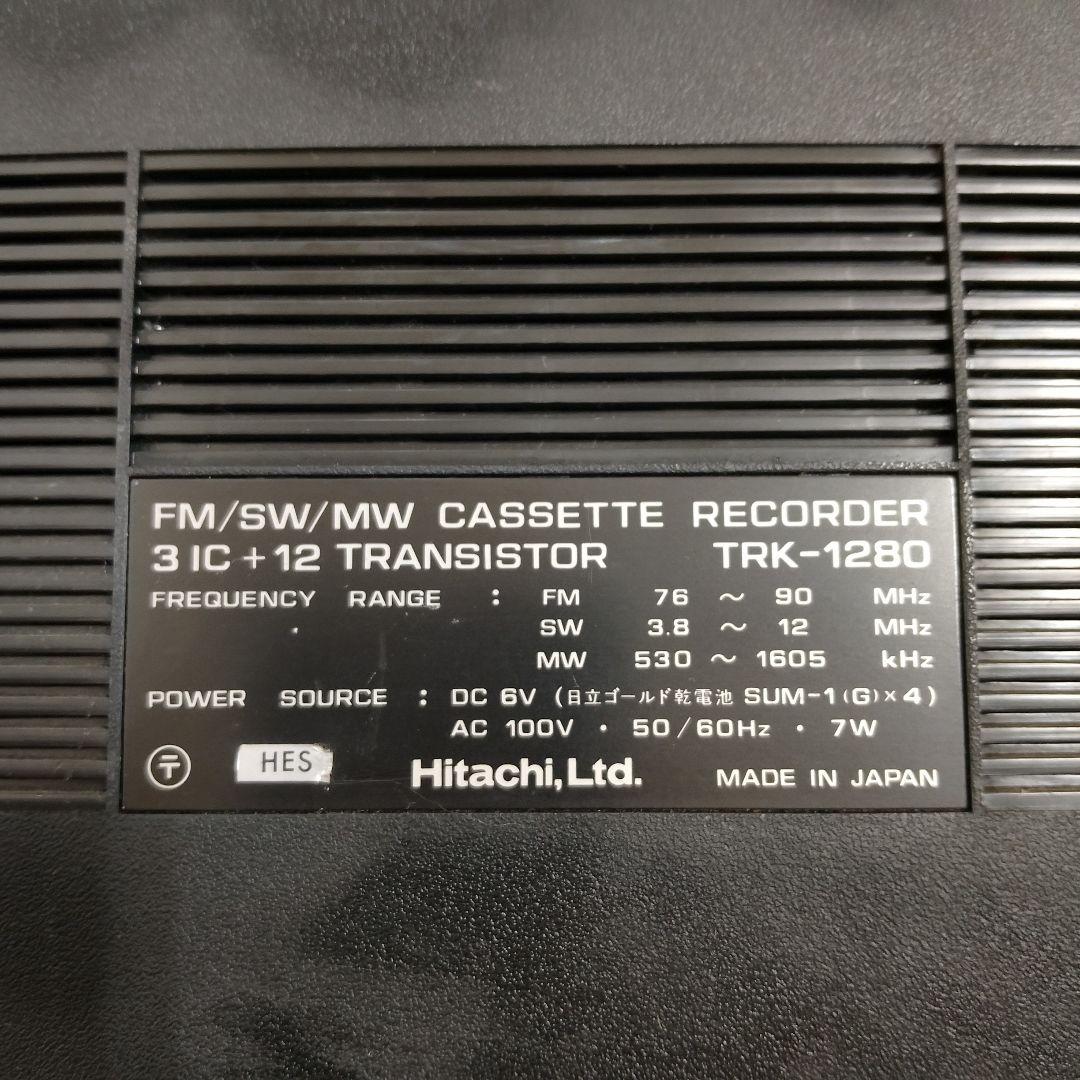 FM/SW/MW CASSETTE RECORDER
3 IC + 12 TRANSISTOR TRK-1280
FREQUENCY RANGE : FM 76 ～ 90 MHz
SW 3.8 ～ 12 MHz
MW 530 ～ 1605 kHz
POWER SOURCE : DC 6V (日立ゴールド乾電池 SUM-1(G)×4)
AC 100V · 50/60Hz · 7W
〒 HES Hitachi, Ltd. MADE IN JAPAN